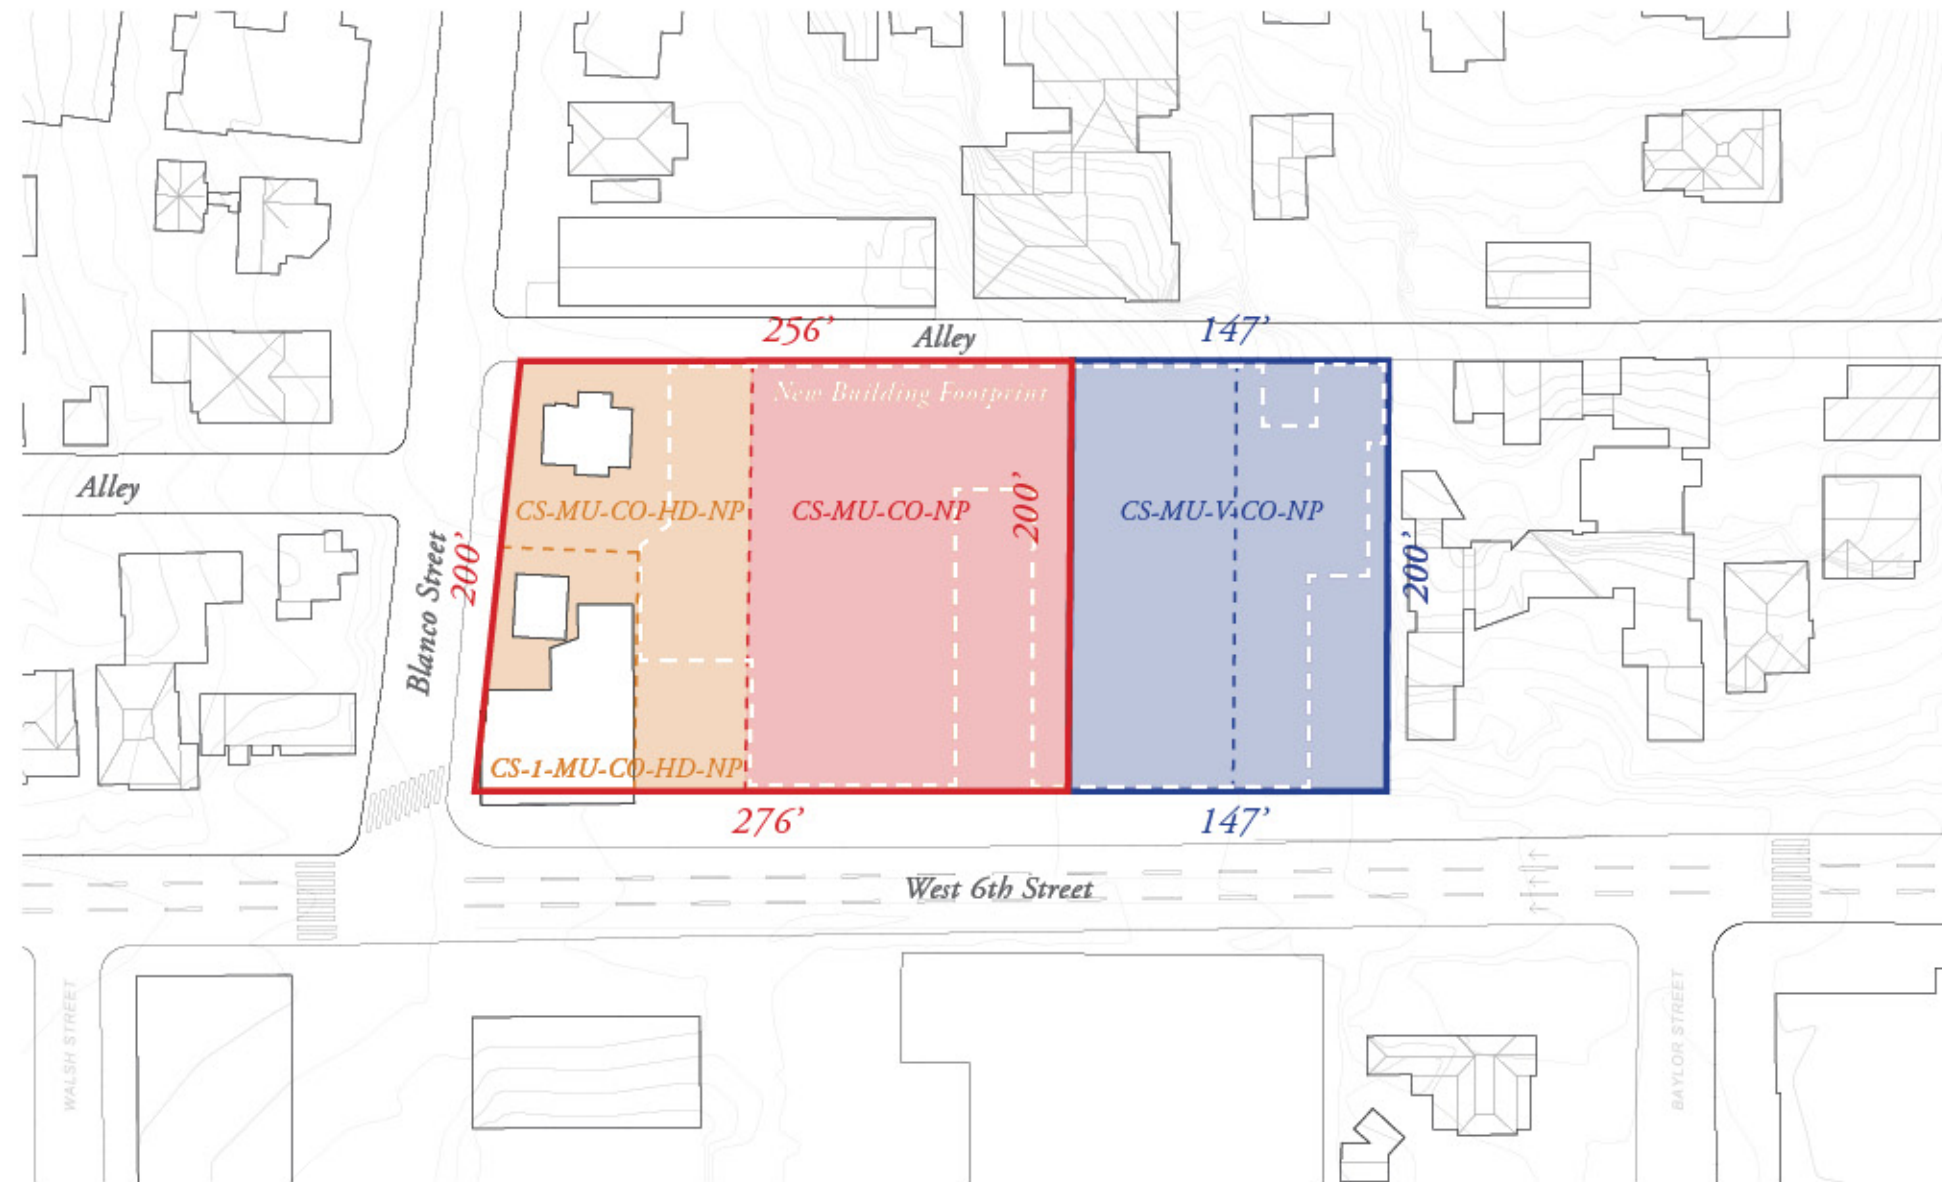 256’
Alley
147’
New Building Footprint
Alley
CS-MU-CO-HD-NP
CS-MU-CO-NP
200’
CS-MU-V-CO-NP
Blanco Street
200’
200’
CS-1-MU-CO-HD-NP
276’
147’
West 6th Street
WALSH STREET
BAYLOR STREET